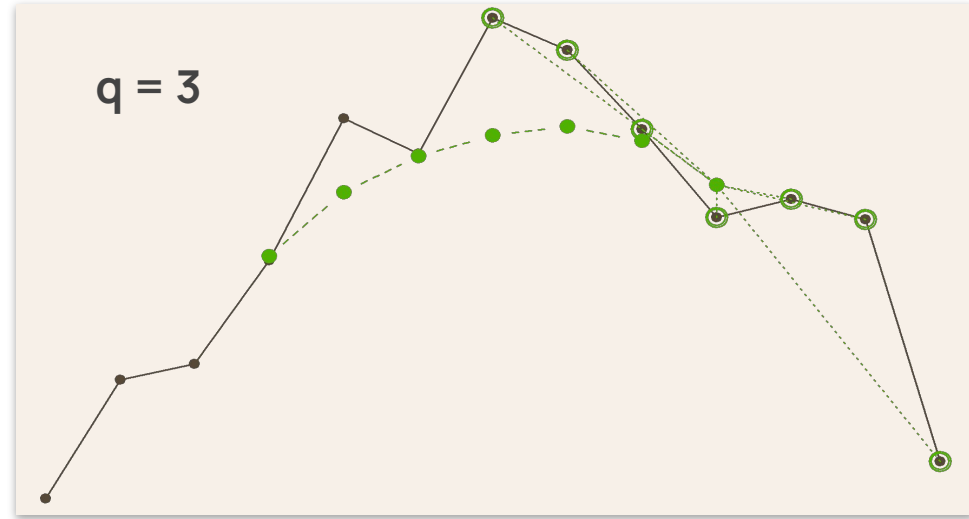 q = 3